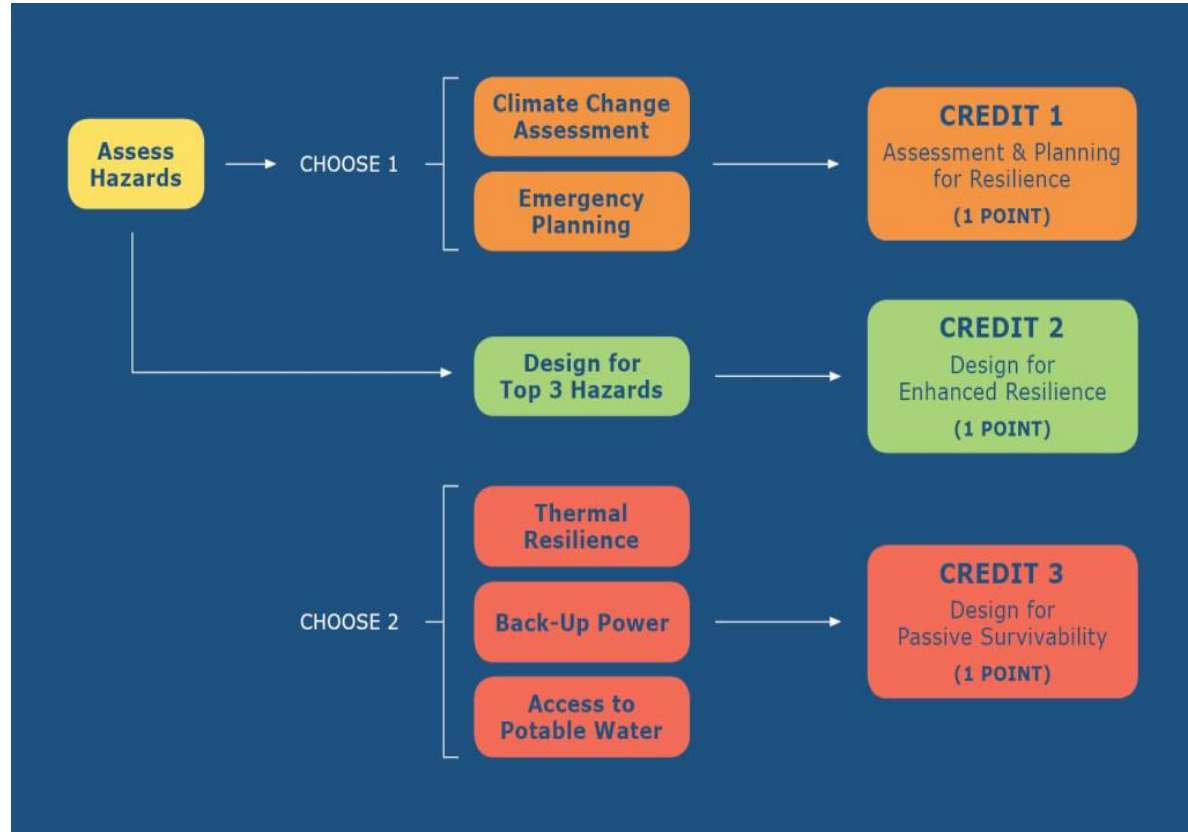 Assess
Hazards
CHOOSE 1
Climate Change
Assessment
Emergency
Planning
CREDIT 1
Assessment & Planning
for Resilience
(1 POINT)
Design for
Top 3 Hazards
CREDIT 2
Design for
Enhanced Resilience
(1 POINT)
CHOOSE 2
Thermal
Resilience
Back-Up Power
Access to
Potable Water
CREDIT 3
Design for
Passive Survivability
(1 POINT)